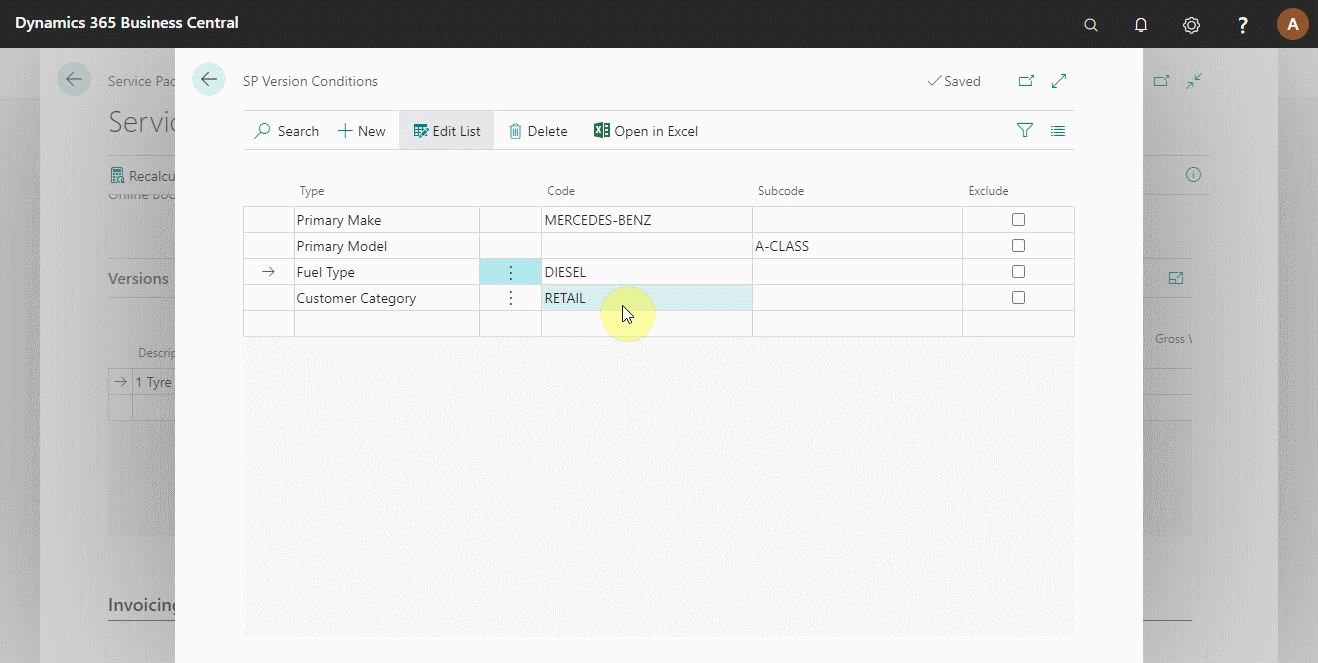 Dynamics 365 Business Central
?
A
Service Pac
SP Version Conditions
Saved
Servic
Search
New
Edit List
Delete
Open in Excel
Recalcu
Online Boo
Type Code Subcode Exclude
Primary Make MERCEDES-BENZ
Primary Model A-CLASS
Fuel Type DIESEL
Customer Category RETAIL
Versions
Descrip
Gross
1 Tyre
Invoicing